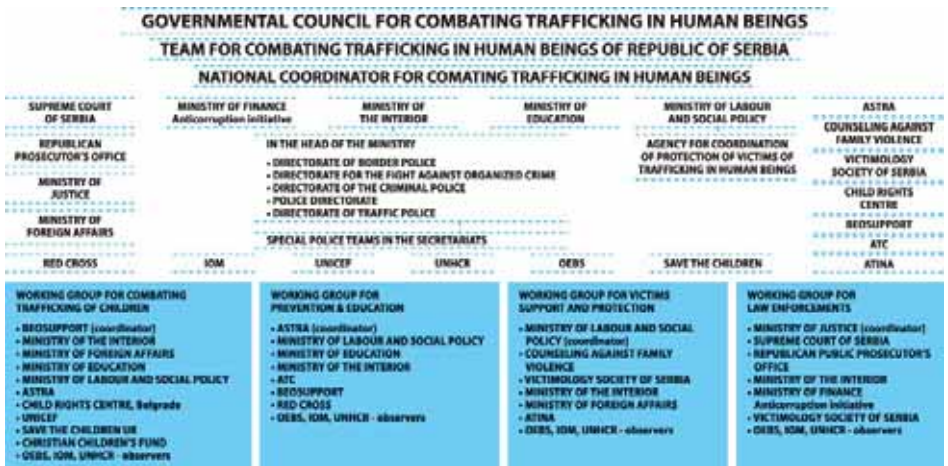 GOVERNMENTAL COUNCIL FOR COMBATING TRAFFICKING IN HUMAN BEINGS
TEAM FOR COMBATING TRAFFICKING IN HUMAN BEINGS OF REPUBLIC OF SERBIA
NATIONAL COORDINATOR FOR COMATING TRAFFICKING IN HUMAN BEINGS
SUPREME COURT
OF SERBIA
REPUBLICAN
PROSECUTOR'S OFFICE
MINISTRY OF
JUSTICE
MINISTRY OF
FOREIGN AFFAIRS
RED CROSS
MINISTRY OF FINANCE
Anticorruption initiative
MINISTRY OF
THE INTERIOR
MINISTRY OF
EDUCATION
IN THE HEAD OF THE MINISTRY
• DIRECTORATE OF BORDER POLICE
• DIRECTORATE FOR THE FIGHT AGAINST ORGANIZED CRIME
• DIRECTORATE OF THE CRIMINAL POLICE
• POLICE DIRECTORATE
• DIRECTORATE OF TRAFFIC POLICE
SPECIAL POLICE TEAMS IN THE SECRETARIATS
IOM
UNICEF
UNHCR
OEBS
MINISTRY OF LABOUR
AND SOCIAL POLICY
AGENCY FOR COORDINATION
OF PROTECTION OF VICTIMS OF
TRAFFICKING IN HUMAN BEINGS
SAVE THE CHILDREN
ASTRA
COUNSELING AGAINST
FAMILY VIOLENCE
VICTIMOLOGY
SOCIETY OF SERBIA
CHILD RIGHTS
CENTRE
BEOSUPPORT
ATC
ATINA
WORKING GROUP FOR COMBATING
TRAFFICKING OF CHILDREN
• BEOSUPPORT (coordinator)
• MINISTRY OF THE INTERIOR
• MINISTRY OF FOREIGN AFFAIRS
• MINISTRY OF EDUCATION
• MINISTRY OF LABOUR AND SOCIAL POLICY
• ASTRA
• CHILD RIGHTS CENTRE, Belgrade
• UNICEF
• SAVE THE CHILDREN UK
• CHRISTIAN CHILDREN'S FUND
• OEBS, IOM, UNHCR - observers
WORKING GROUP FOR
PREVENTION & EDUCATION
• ASTRA (coordinator)
• MINISTRY OF LABOUR AND SOCIAL POLICY
• MINISTRY OF EDUCATION
• MINISTRY OF THE INTERIOR
• ATC
• BEOSUPPORT
• RED CROSS
• OEBS, IOM, UNHCR - observers
WORKING GROUP FOR VICTIMS
SUPPORT AND PROTECTION
• MINISTRY OF LABOUR AND SOCIAL
POLICY (coordinator)
• COUNSELING AGAINST FAMILY
VIOLENCE
• VICTIMOLOGY SOCIETY OF SERBIA
• MINISTRY OF THE INTERIOR
• MINISTRY OF FOREIGN AFFAIRS
• ATINA
• OEBS, IOM, UNHCR - observers
WORKING GROUP FOR
LAW ENFORCEMENTS
• MINISTRY OF JUSTICE (coordinator)
• SUPREME COURT OF SERBIA
• REPUBLICAN PUBLIC PROSECUTOR'S
OFFICE
• MINISTRY OF THE INTERIOR
• MINISTRY OF FINANCE
Anticorruption initiative
• VICTIMOLOGY SOCIETY OF SERBIA
• OEBS, IOM, UNHCR - observers